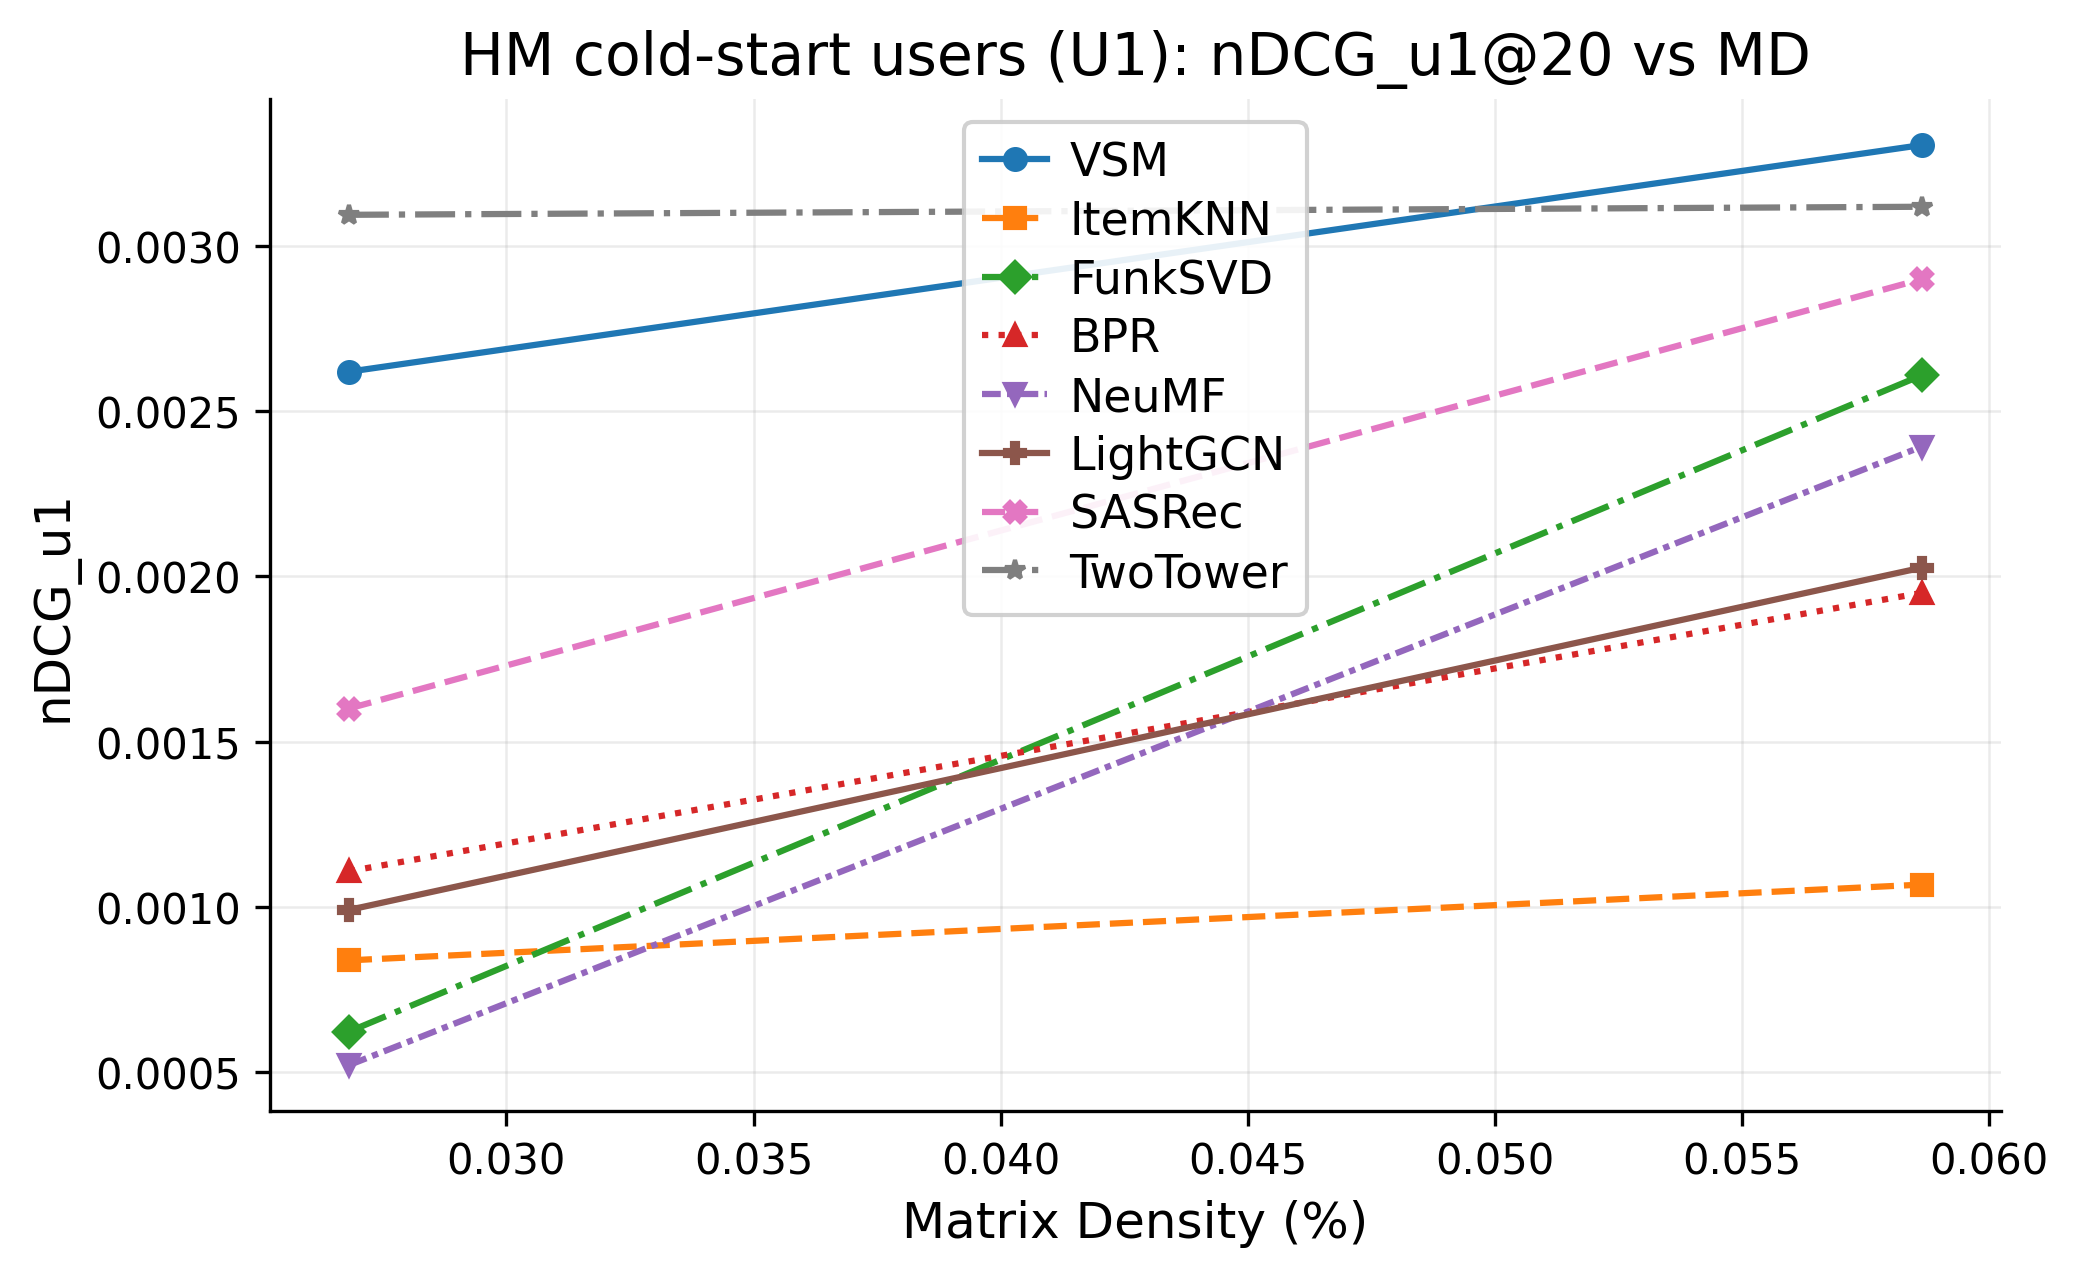 HM cold-start users (U1): nDCG_u1@20 vs MD
VSM
ItemKNN
FunkSVD
BPR
NeuMF
LightGCN
SASRec
TwoTower
nDCG_u1
0.0030
0.0025
0.0020
0.0015
0.0010
0.0005
0.030 0.035 0.040 0.045 0.050 0.055 0.060
Matrix Density (%)